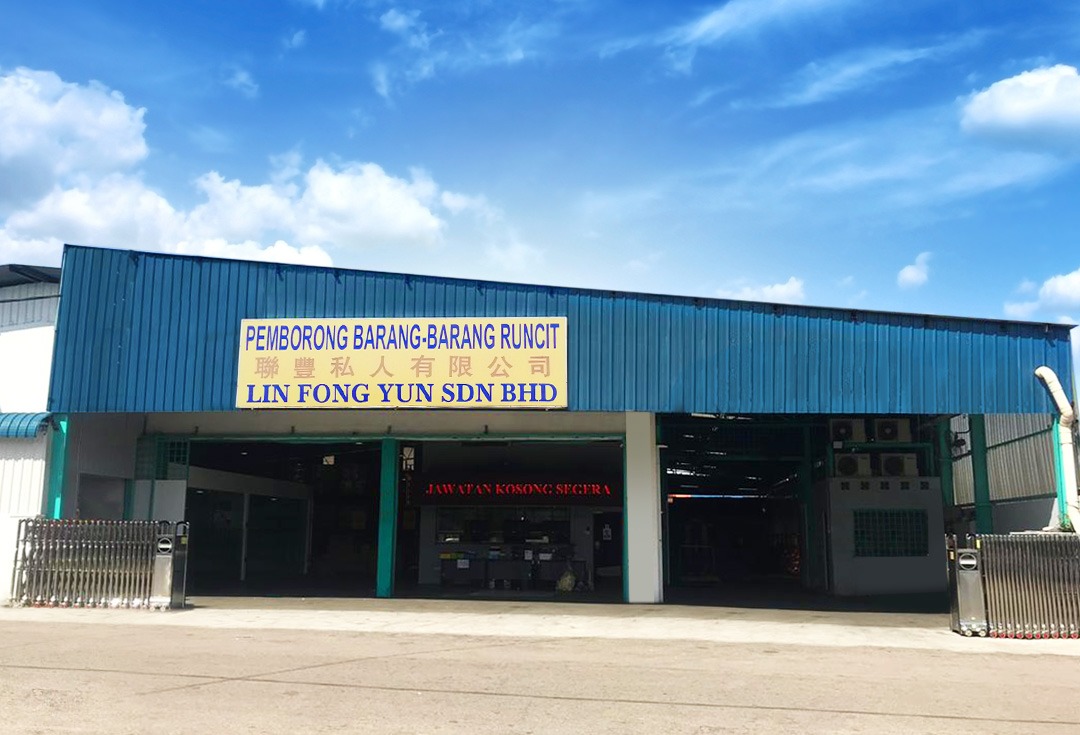 PEMBORONG BARANG-BARANG RUNCIT
聯豐私人有限公司
LIN FONG YUN SDN BHD
JAWATAN KOSONG SEGERA